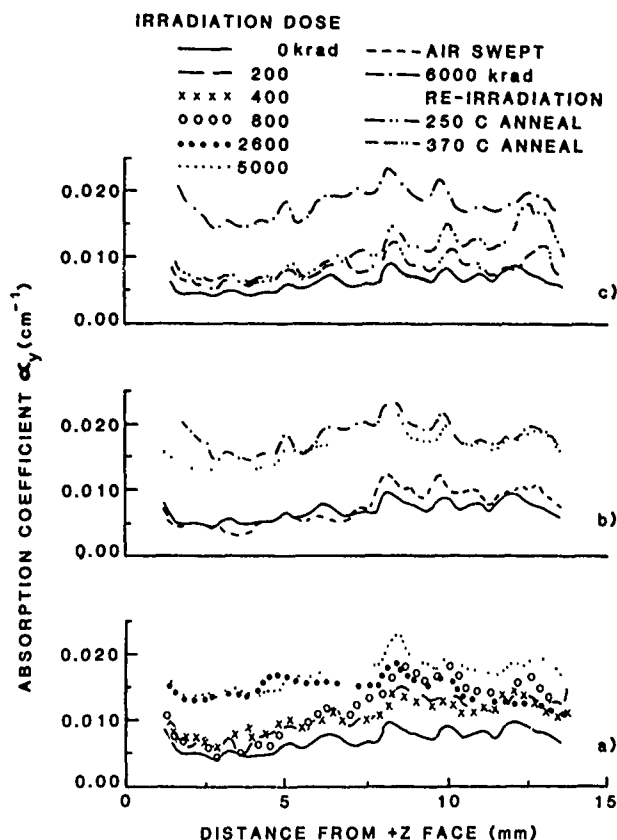 IRRADIATION DOSE
0 krad
200
400
800
2600
5000
AIR SWEPT
6000 krad
RE-IRRADIATION
250 C ANNEAL
370 C ANNEAL
ABSORPTION COEFFICIENT αy (cm⁻¹)
0.020
0.010
0.00
c)
0.020
0.010
0.00
b)
0.020
0.010
0.00
a)
0 5 10 15
DISTANCE FROM +Z FACE (mm)